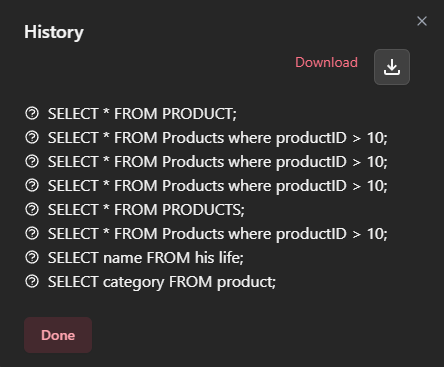 History
Download
SELECT * FROM PRODUCT;
SELECT * FROM Products where productID > 10;
SELECT * FROM Products where productID > 10;
SELECT * FROM Products where productID > 10;
SELECT * FROM PRODUCTS;
SELECT * FROM Products where productID > 10;
SELECT name FROM his life;
SELECT category FROM product;
Done